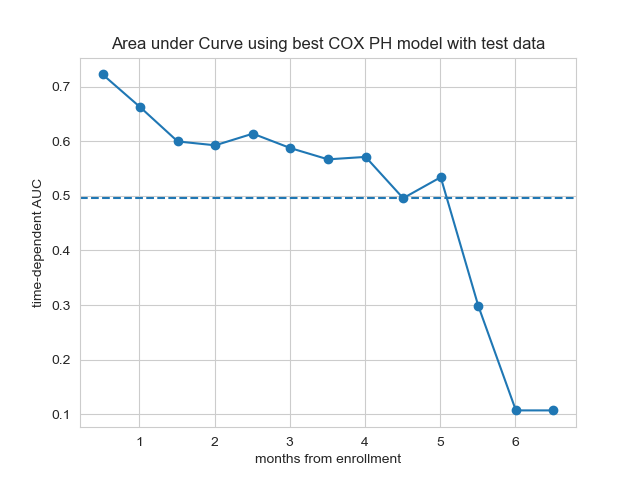 Area under Curve using best COX PH model with test data
time-dependent AUC
0.7
0.6
0.5
0.4
0.3
0.2
0.1
1 2 3 4 5 6
months from enrollment